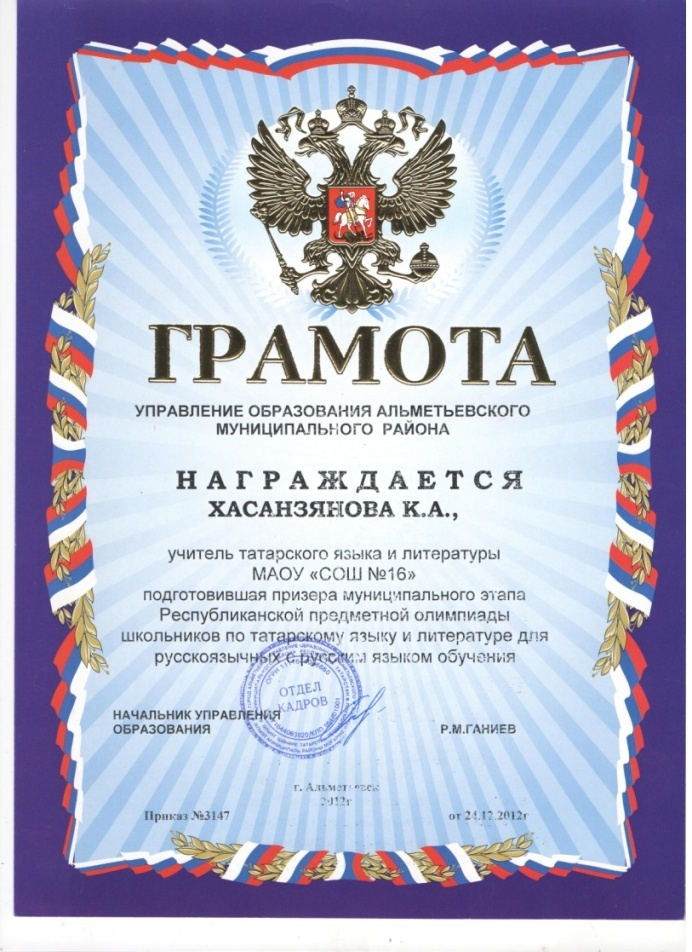 ГРАМОТА
УПРАВЛЕНИЕ ОБРАЗОВАНИЯ АЛЬМЕТЬЕВСКОГО
МУНИЦИПАЛЬНОГО РАЙОНА
НАГРАЖДАЕТСЯ
ХАСАНЗЯНОВА К.А.,
учитель татарского языка и литературы
МАОУ «СОШ №16»
подготовившая призера муниципального этапа
Республиканской предметной олимпиады
школьников по татарскому языку и литературе для
русскоязычных с русским языком обучения
ОТДЕЛ
КАДРОВ
НАЧАЛЬНИК УПРАВЛЕНИЯ
ОБРАЗОВАНИЯ Р.М.ГАНИЕВ
г. Альметьевск
2012г
Приказ №3147 от 24.12.2012г